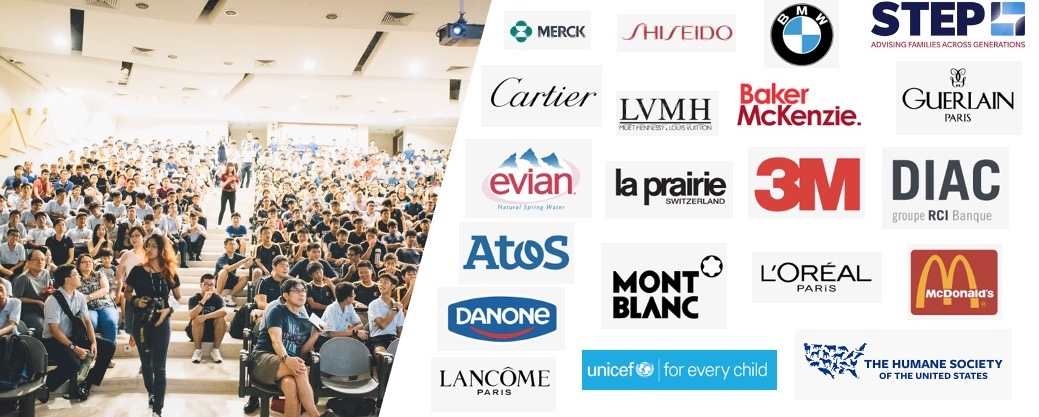 MERCK
SHISEIDO
BMW
STEP
ADVISING FAMILIES ACROSS GENERATIONS
Cartier
LVMH
MOËT HENNESSY . LOUIS VUITTON
Baker
McKenzie.
GUERLAIN
PARIS
evian
Natural Spring Water
la prairie
SWITZERLAND
3M
DIAC
groupe RCI Banque
Atos
MONT
BLANC
L'ORÉAL
PARIS
McDonald's
DANONE
LANCÔME
PARIS
unicef for every child
THE HUMANE SOCIETY
OF THE UNITED STATES